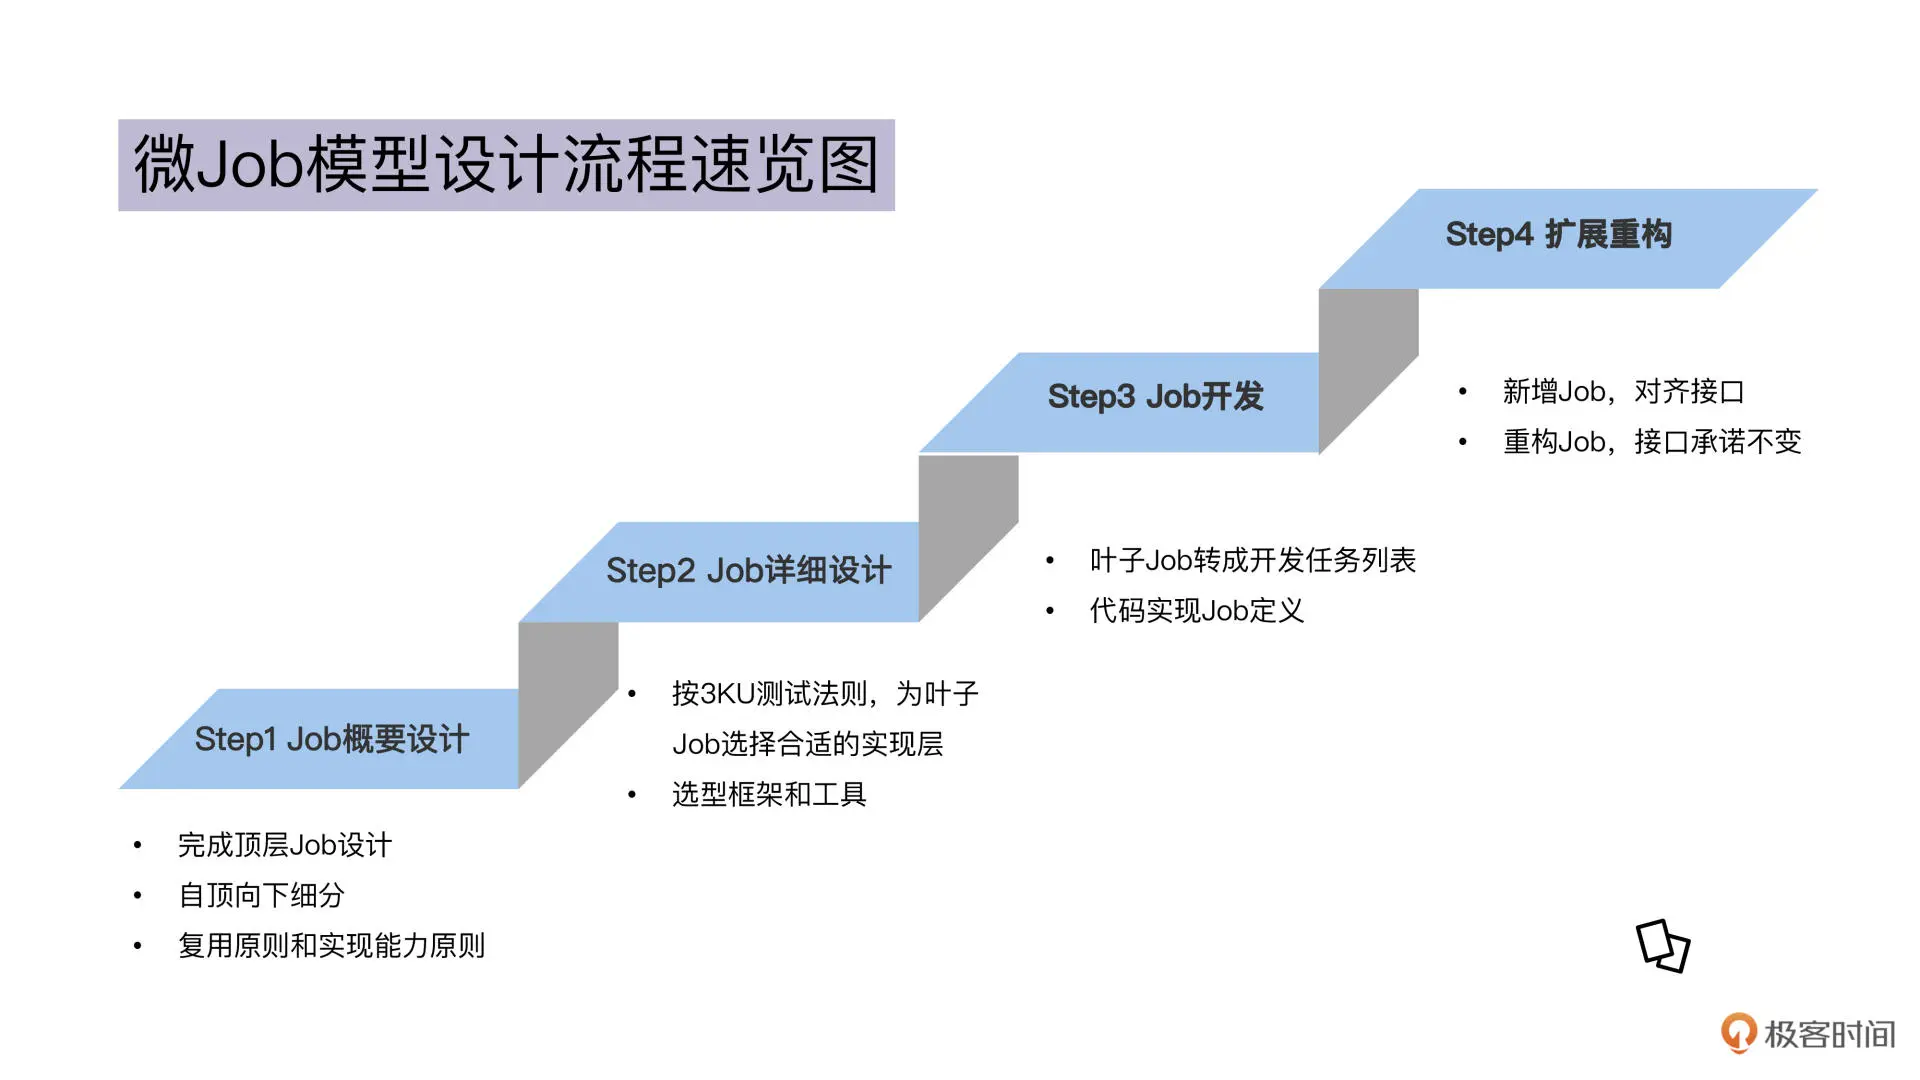 微Job模型设计流程速览图
Step1 Job概要设计
• 完成顶层Job设计
• 自顶向下细分
• 复用原则和实现能力原则
Step2 Job详细设计
• 按3KU测试法则，为叶子
Job选择合适的实现层
• 选型框架和工具
Step3 Job开发
• 叶子Job转成开发任务列表
• 代码实现Job定义
Step4 扩展重构
• 新增Job，对齐接口
• 重构Job，接口承诺不变
极客时间